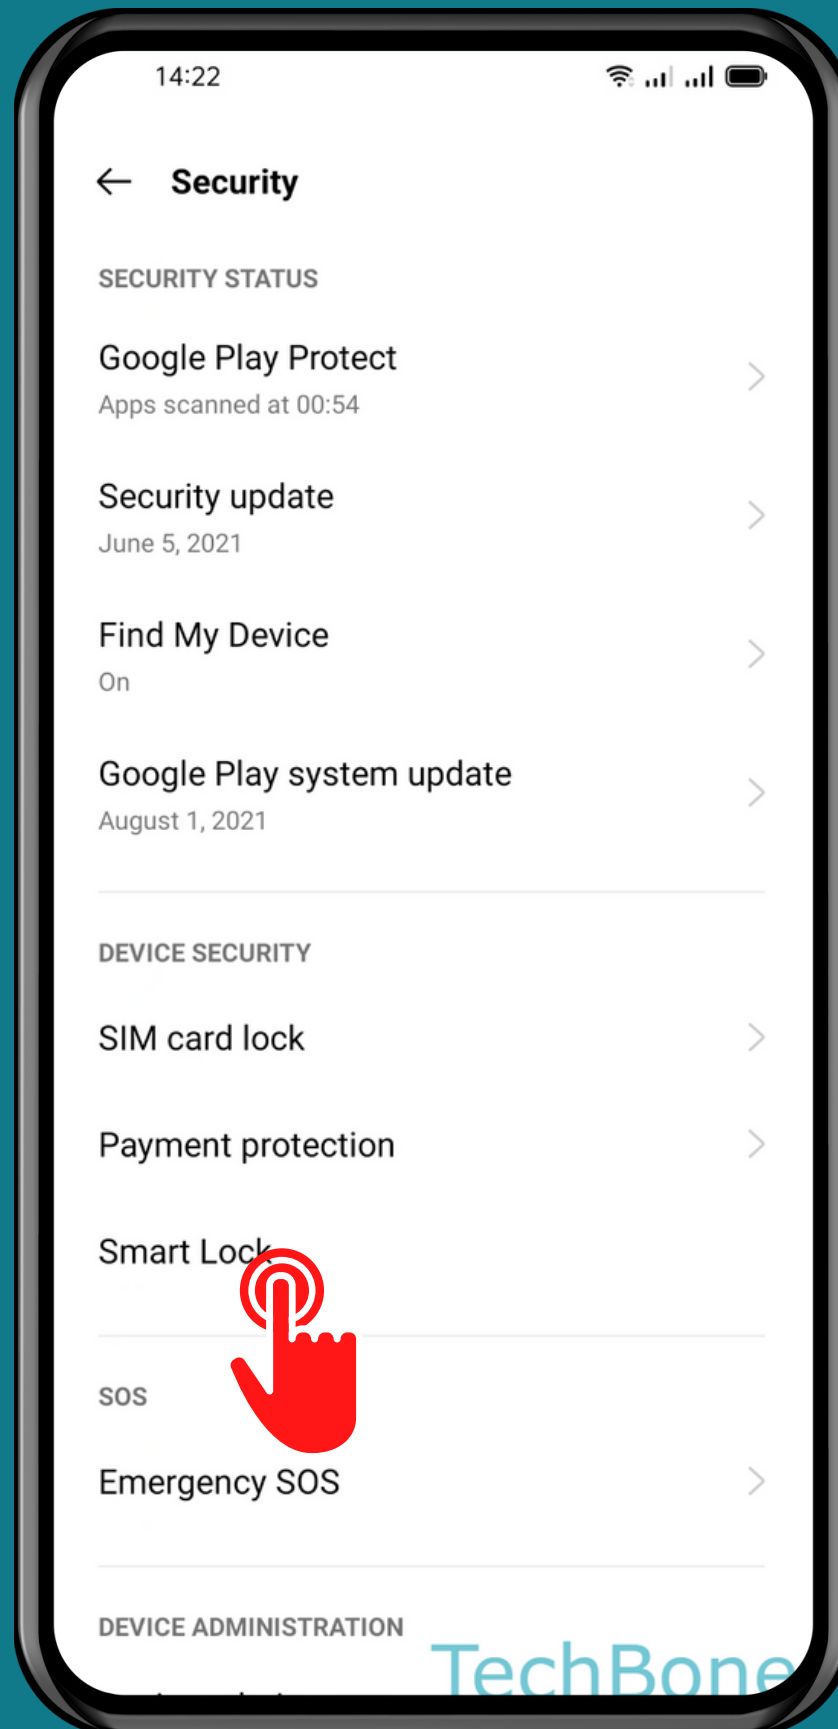 14:22
Security
SECURITY STATUS
Google Play Protect
Apps scanned at 00:54
Security update
June 5, 2021
Find My Device
On
Google Play system update
August 1, 2021
DEVICE SECURITY
SIM card lock
Payment protection
Smart Lock
SOS
Emergency SOS
DEVICE ADMINISTRATION
TechBone